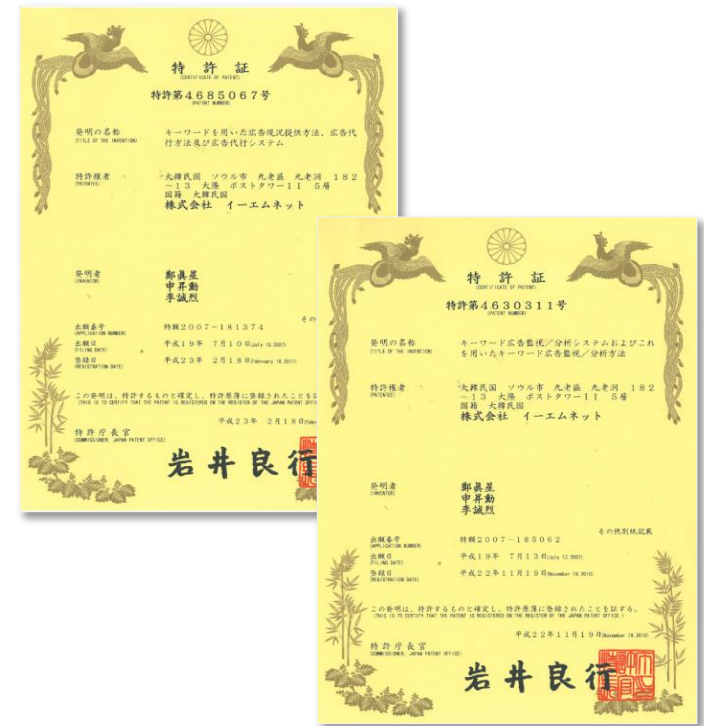 特許証
(CERTIFICATE OF PATENT)
特許第4685067号
(PATENT NUMBER)
発明の名称
(TITLE OF THE INVENTION)
キーワードを用いた広告現況提供方法、広告代
行方法及び広告代行システム
特許権者
(PATENTEE)
大韓民国 ソウル市 九老區 九老洞 182
－13 大隆 ポストタワーII 5層
国籍 大韓民国
株式会社 イーエムネット
発明者
(INVENTOR)
鄭眞星
申昇勳
李誠烈
その
出願番号
(APPLICATION NUMBER)
特願2007-181374
出願日
(FILING DATE)
平成19年 7月10日(July 10,2007)
登録日
(REGISTRATION DATE)
平成23年 2月18日(February 18,2011)
この発明は、特許するものと確定し、特許原簿に登録されたことを証
(THIS IS TO CERTIFY THAT THE PATENT IS REGISTERED ON THE REGISTER OF THE JAPAN PATENT OFFI
平成23年 2月18日(Feb
特許庁長官
(COMMISSIONER, JAPAN PATENT OFFICE)
岩井良行
特許証
(CERTIFICATE OF PATENT)
特許第4630311号
(PATENT NUMBER)
発明の名称
(TITLE OF THE INVENTION)
キーワード広告監視／分析システムおよびこれ
を用いたキーワード広告監視／分析方法
特許権者
(PATENTEE)
大韓民国 ソウル市 九老區 九老洞 182
－13 大隆 ポストタワーII 5層
国籍 大韓民国
株式会社 イーエムネット
発明者
(INVENTOR)
鄭眞星
申昇勳
李誠烈
その他別紙記載
出願番号
(APPLICATION NUMBER)
特願2007-185062
出願日
(FILING DATE)
平成19年 7月13日(July 13,2007)
登録日
(REGISTRATION DATE)
平成22年11月19日(November 19,2010)
この発明は、特許するものと確定し、特許原簿に登録されたことを証する。
(THIS IS TO CERTIFY THAT THE PATENT IS REGISTERED ON THE REGISTER OF THE JAPAN PATENT OFFICE.)
平成22年11月19日(November 19,2010)
特許庁長官
(COMMISSIONER, JAPAN PATENT OFFICE)
岩井良行